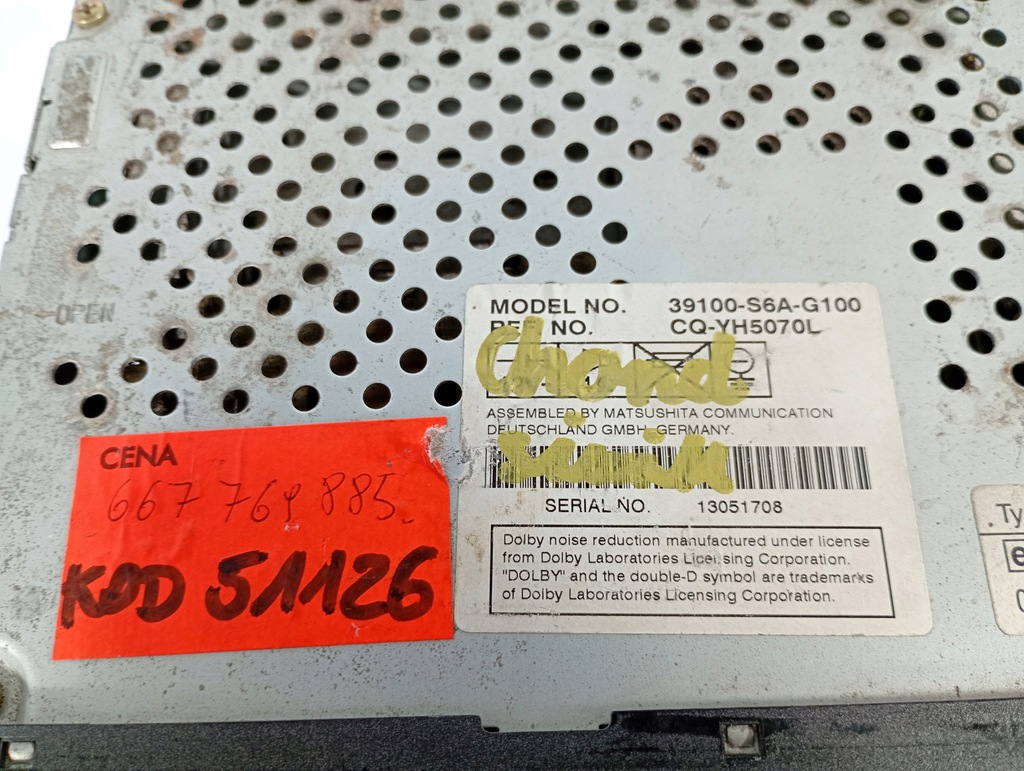 OPEN
MODEL NO. 39100-S6A-G100
REF NO. CQ-YH5070L
ASSEMBLED BY MATSUSHITA COMMUNICATION
DEUTSCHLAND GMBH. GERMANY.
SERIAL NO. 13051708
Dolby noise reduction manufactured under license
from Dolby Laboratories Licensing Corporation.
"DOLBY" and the double-D symbol are trademarks
of Dolby Laboratories Licensing Corporation.
CENA
667 769 885
KOD 51126
Ty
e